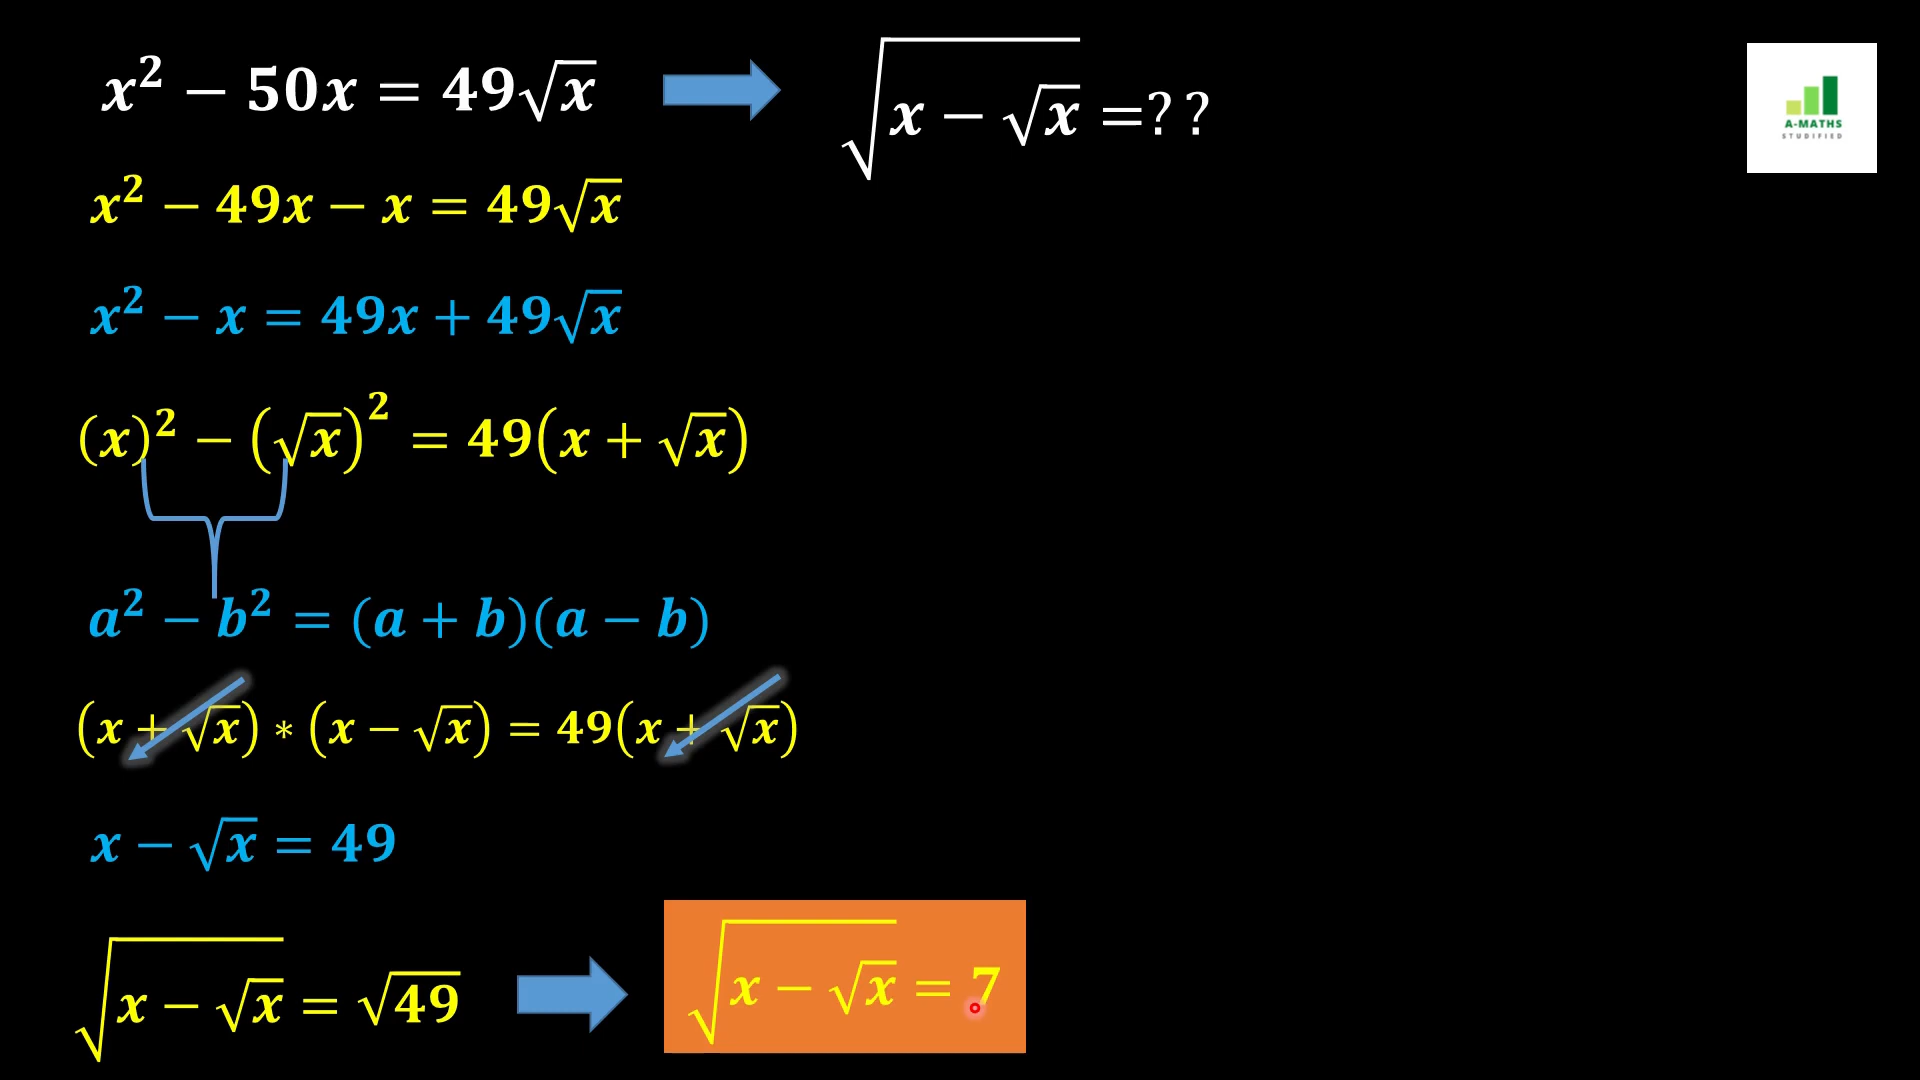 x² − 50x = 49√x
√(x − √x) =? ?
A-MATHS
STUDIFIED
x² − 49x − x = 49√x
x² − x = 49x + 49√x
(x)² − (√x)² = 49(x + √x)
a² − b² = (a + b)(a − b)
(x + √x) * (x − √x) = 49(x + √x)
x − √x = 49
√(x − √x) = √49
√(x − √x) = 7